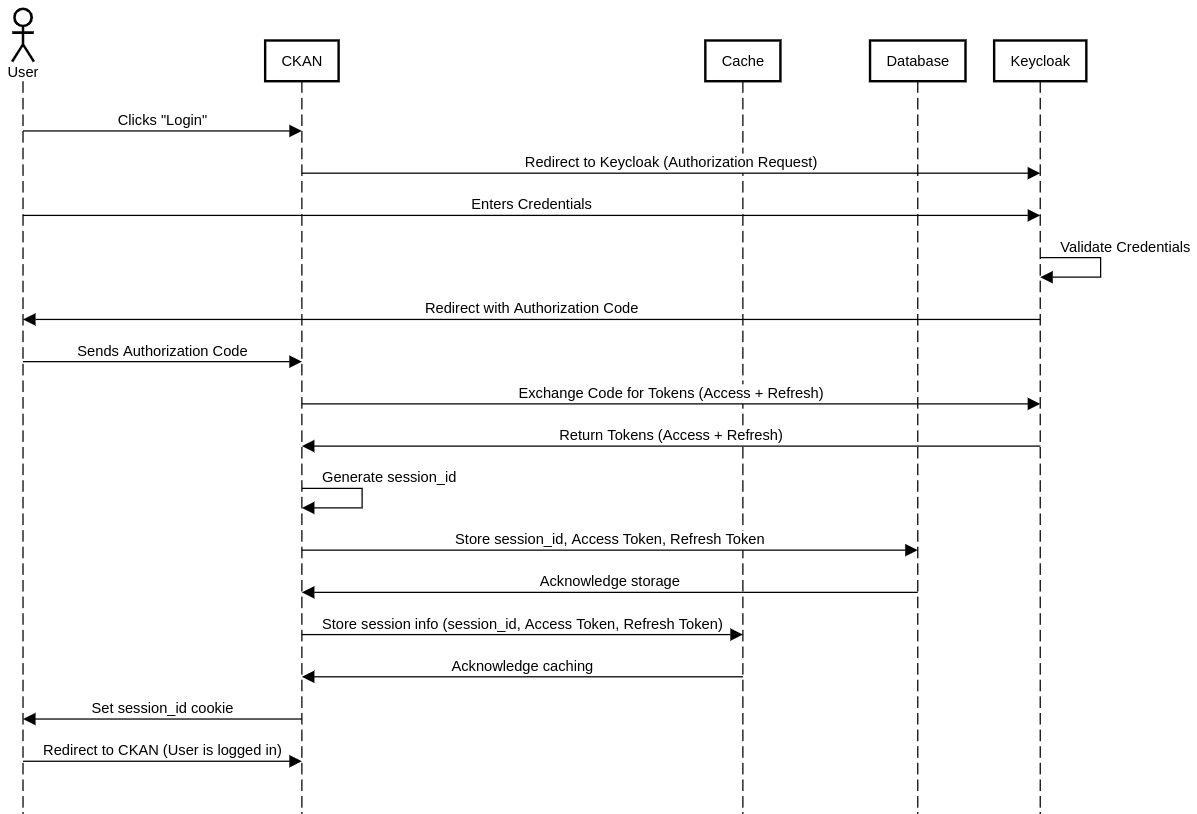 User
CKAN
Cache
Database
Keycloak
Clicks "Login"
Redirect to Keycloak (Authorization Request)
Enters Credentials
Validate Credentials
Redirect with Authorization Code
Sends Authorization Code
Exchange Code for Tokens (Access + Refresh)
Return Tokens (Access + Refresh)
Generate session_id
Store session_id, Access Token, Refresh Token
Acknowledge storage
Store session info (session_id, Access Token, Refresh Token)
Acknowledge caching
Set session_id cookie
Redirect to CKAN (User is logged in)